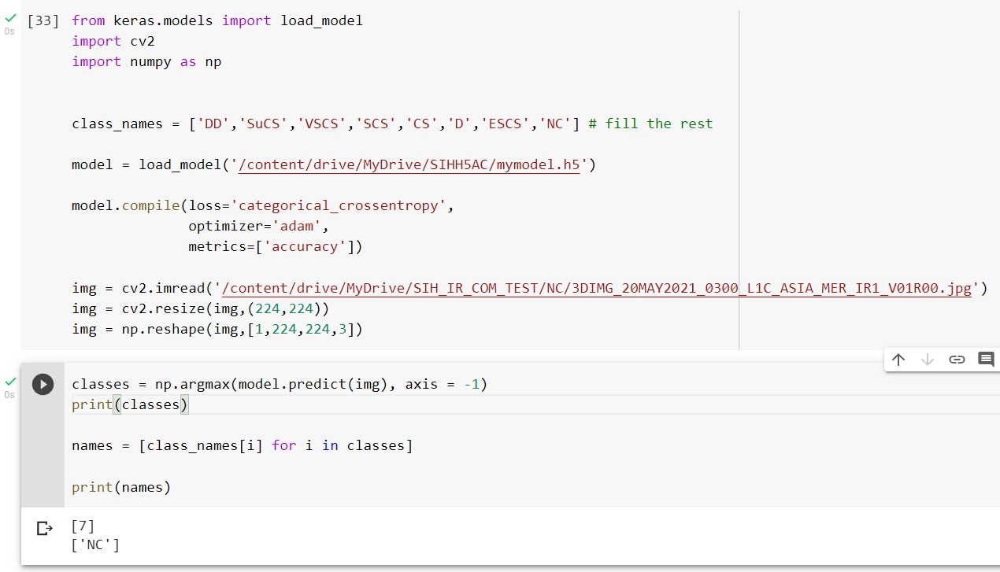 [33] from keras.models import load_model
0s
import cv2
import numpy as np
class_names = ['DD','SuCS','VSCS','SCS','CS','D','ESCS','NC'] # fill the rest
model = load_model('/content/drive/MyDrive/SIHH5AC/mymodel.h5')
model.compile(loss='categorical_crossentropy',
optimizer='adam',
metrics=['accuracy'])
img = cv2.imread('/content/drive/MyDrive/SIH_IR_COM_TEST/NC/3DIMG_20MAY2021_0300_L1C_ASIA_MER_IR1_V01R00.jpg')
img = cv2.resize(img,(224,224))
img = np.reshape(img,[1,224,224,3])
classes = np.argmax(model.predict(img), axis = -1)
0s
print(classes)
names = [class_names[i] for i in classes]
print(names)
[7]
['NC']